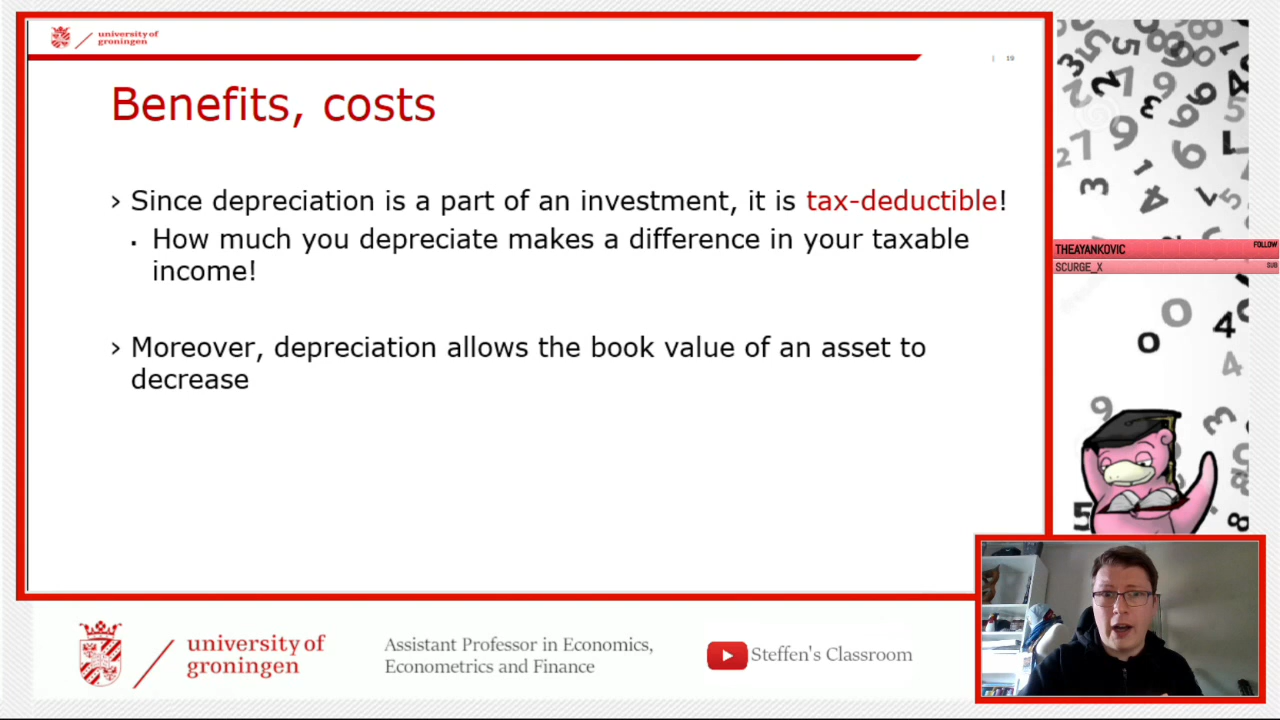 university of
groningen
| 19
Benefits, costs
› Since depreciation is a part of an investment, it is tax-deductible!
▪ How much you depreciate makes a difference in your taxable
income!
› Moreover, depreciation allows the book value of an asset to
decrease
THEAYANKOVIC FOLLOW
SCURGE_X SUB
university of
groningen
Assistant Professor in Economics,
Econometrics and Finance
Steffen's Classroom